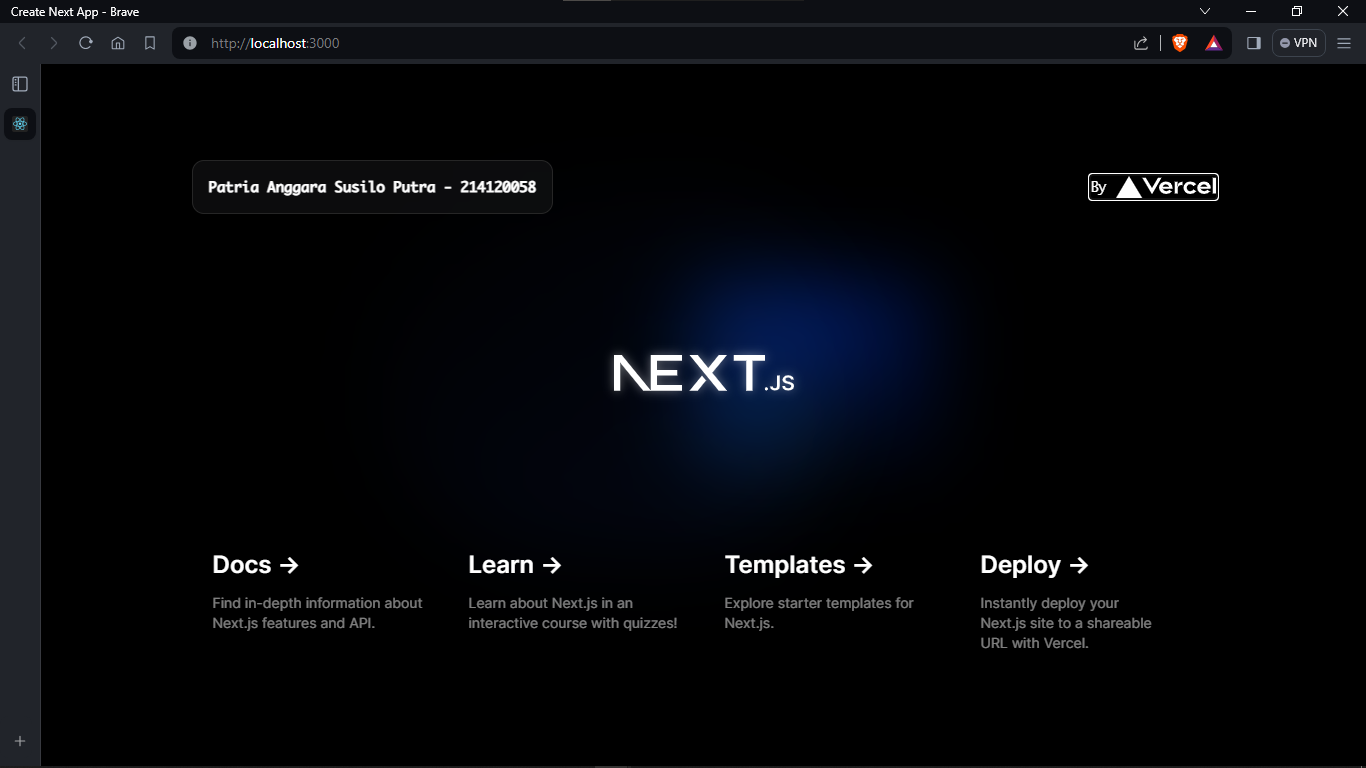 Create Next App - Brave
http://localhost:3000
VPN
Patria Anggara Susilo Putra - 214120058
By Vercel
NEXT.JS
Docs →
Find in-depth information about
Next.js features and API.
Learn →
Learn about Next.js in an
interactive course with quizzes!
Templates →
Explore starter templates for
Next.js.
Deploy →
Instantly deploy your
Next.js site to a shareable
URL with Vercel.